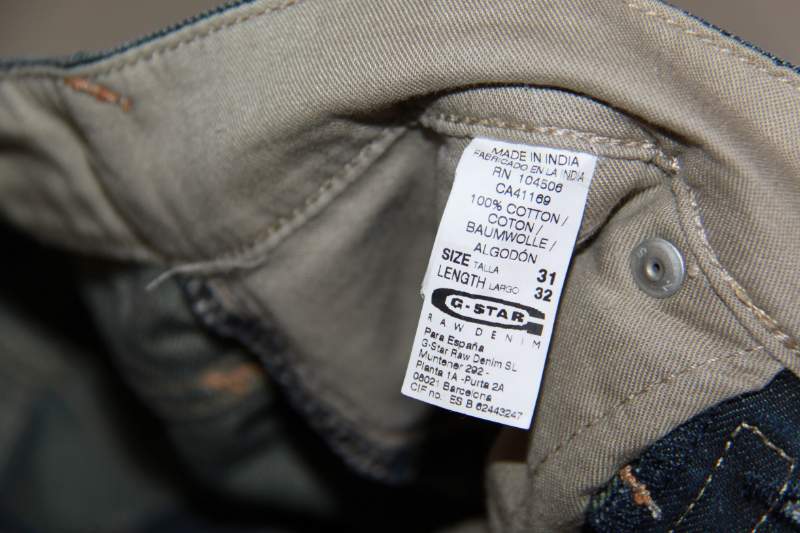 MADE IN INDIA
FABRICADO EN LA INDIA
RN 104506
CA41169
100% COTTON/
COTON/
BAUMWOLLE/
ALGODÓN
SIZE TALLA 31
LENGTH LARGO 32
G-STAR
RAW DENIM
Para España
G-Star Raw Denim SL
Muntener 292 -
Planta 1A -Purta 2A
08021 Barcelona
CIF no. ES B 62443247